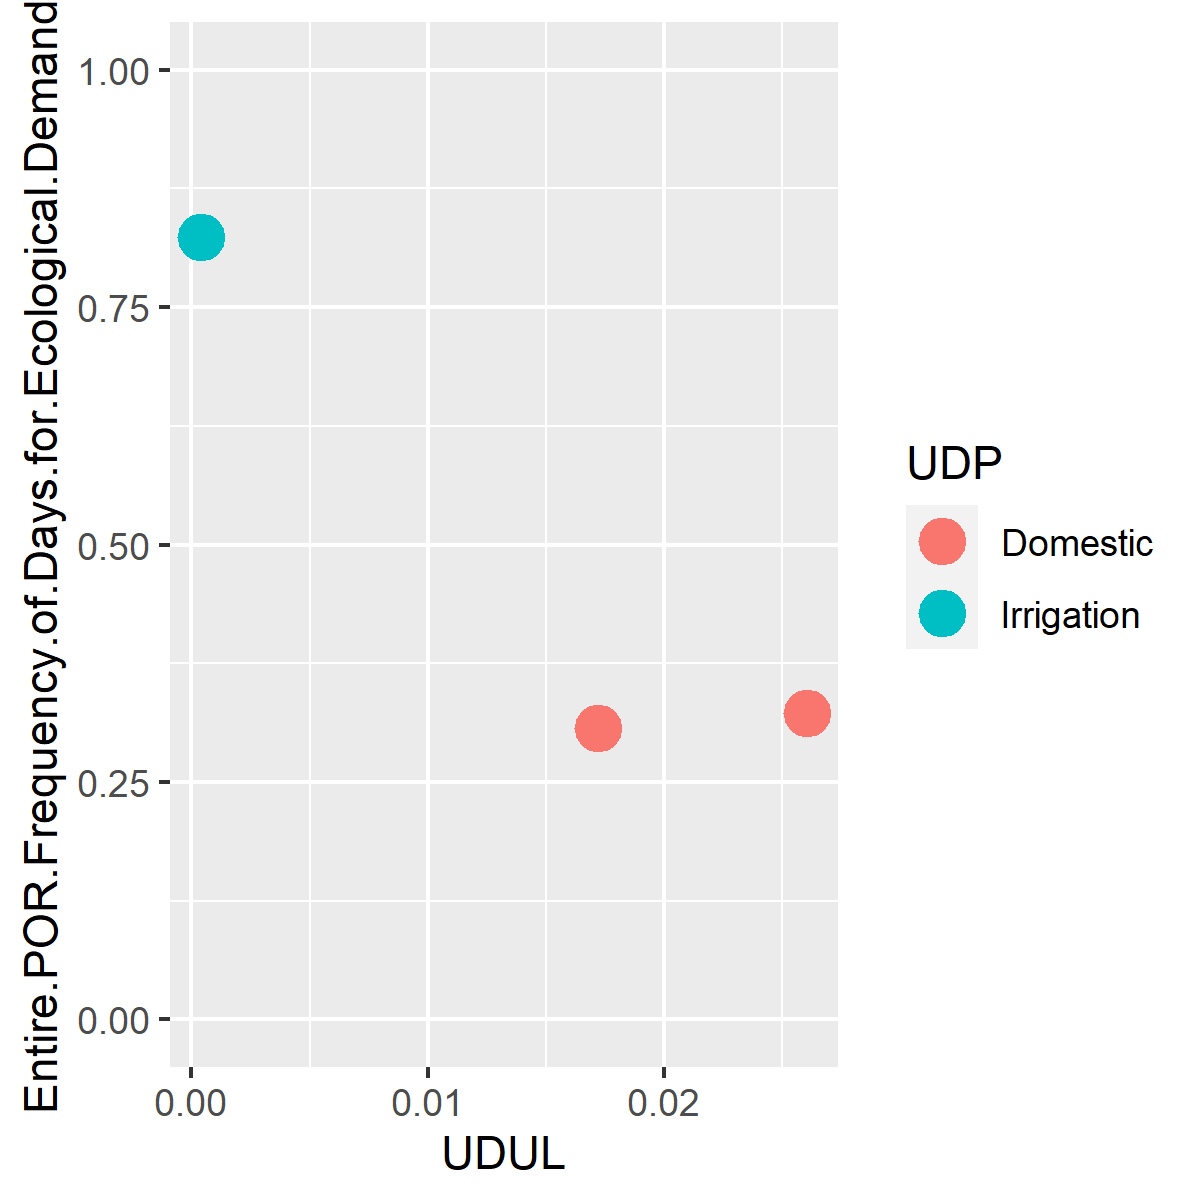 Entire.POR.Frequency.of.Days.for.Ecological.Demand
1.00
0.75
0.50
0.25
0.00
0.00 0.01 0.02
UDUL
UDP
Domestic
Irrigation